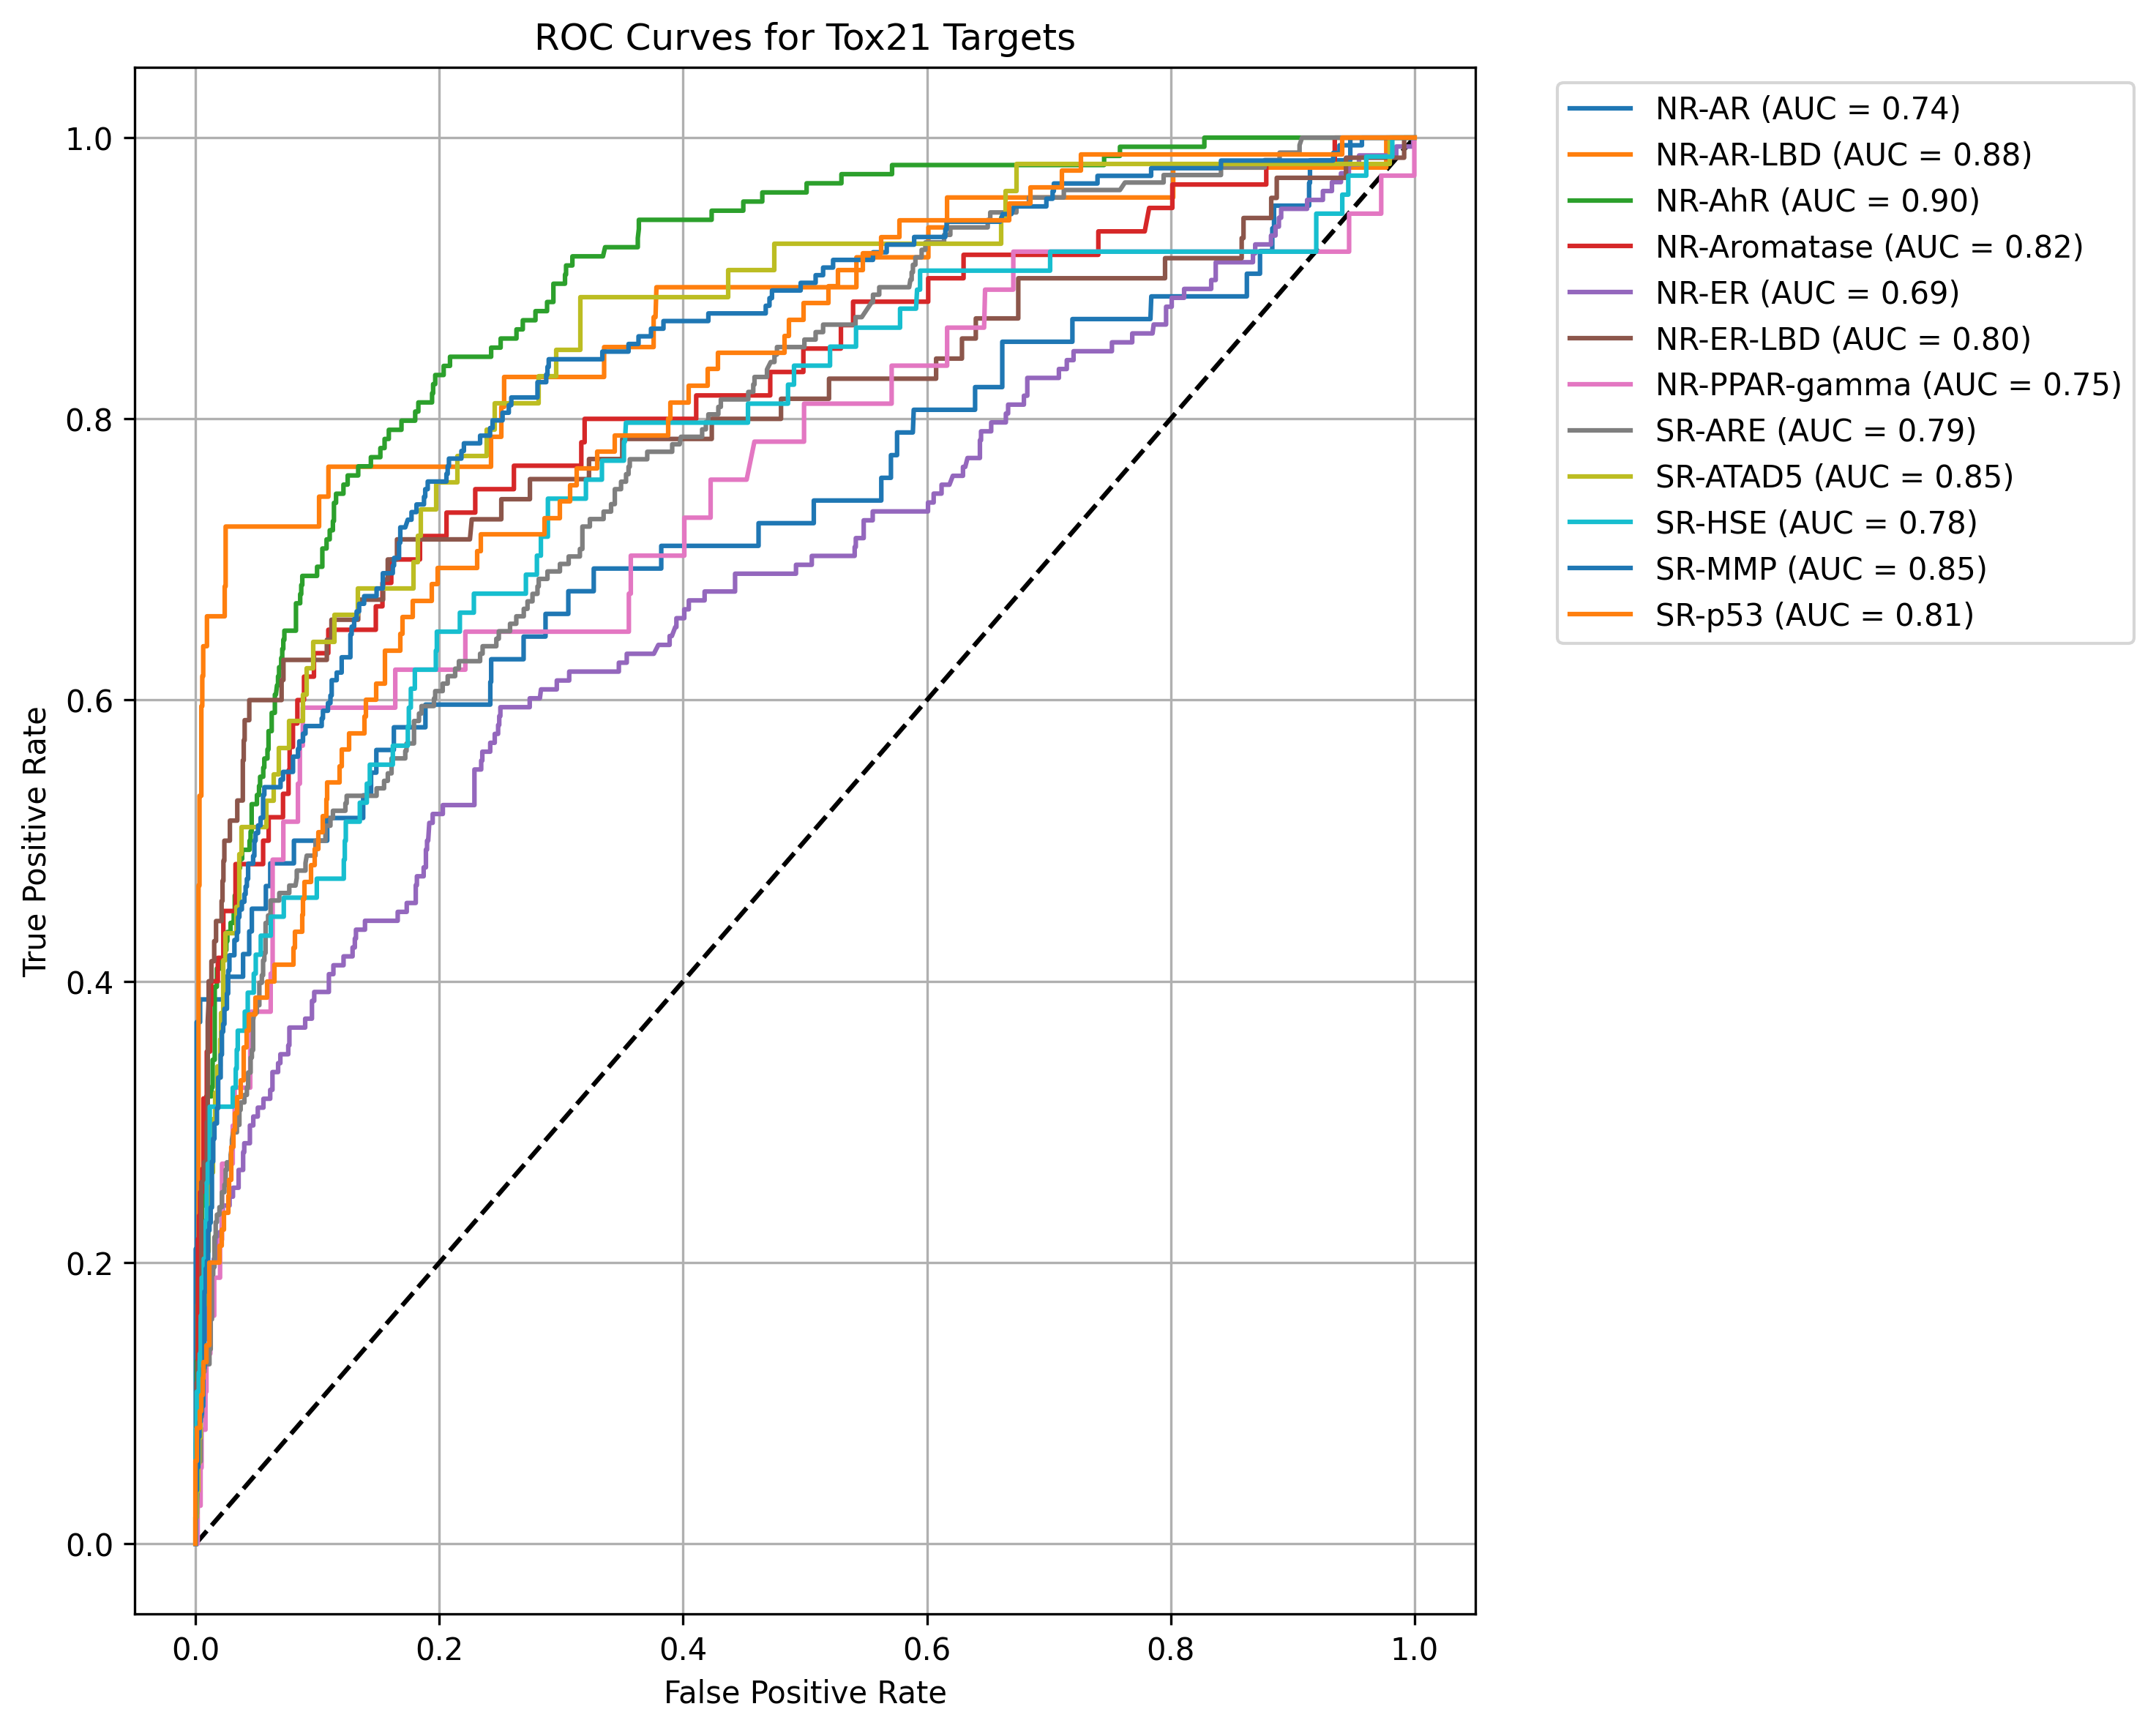 ROC Curves for Tox21 Targets
1.0
0.8
0.6
0.4
0.2
0.0
True Positive Rate
0.0 0.2 0.4 0.6 0.8 1.0
False Positive Rate
NR-AR (AUC = 0.74)
NR-AR-LBD (AUC = 0.88)
NR-AhR (AUC = 0.90)
NR-Aromatase (AUC = 0.82)
NR-ER (AUC = 0.69)
NR-ER-LBD (AUC = 0.80)
NR-PPAR-gamma (AUC = 0.75)
SR-ARE (AUC = 0.79)
SR-ATAD5 (AUC = 0.85)
SR-HSE (AUC = 0.78)
SR-MMP (AUC = 0.85)
SR-p53 (AUC = 0.81)